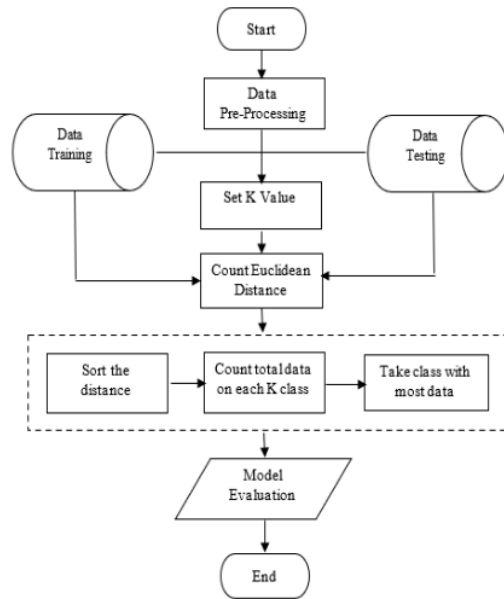 Start
Data
Pre-Processing
Data
Training
Data
Testing
Set K Value
Count Euclidean
Distance
Sort the
distance
Count total data
on each K class
Take class with
most data
Model
Evaluation
End